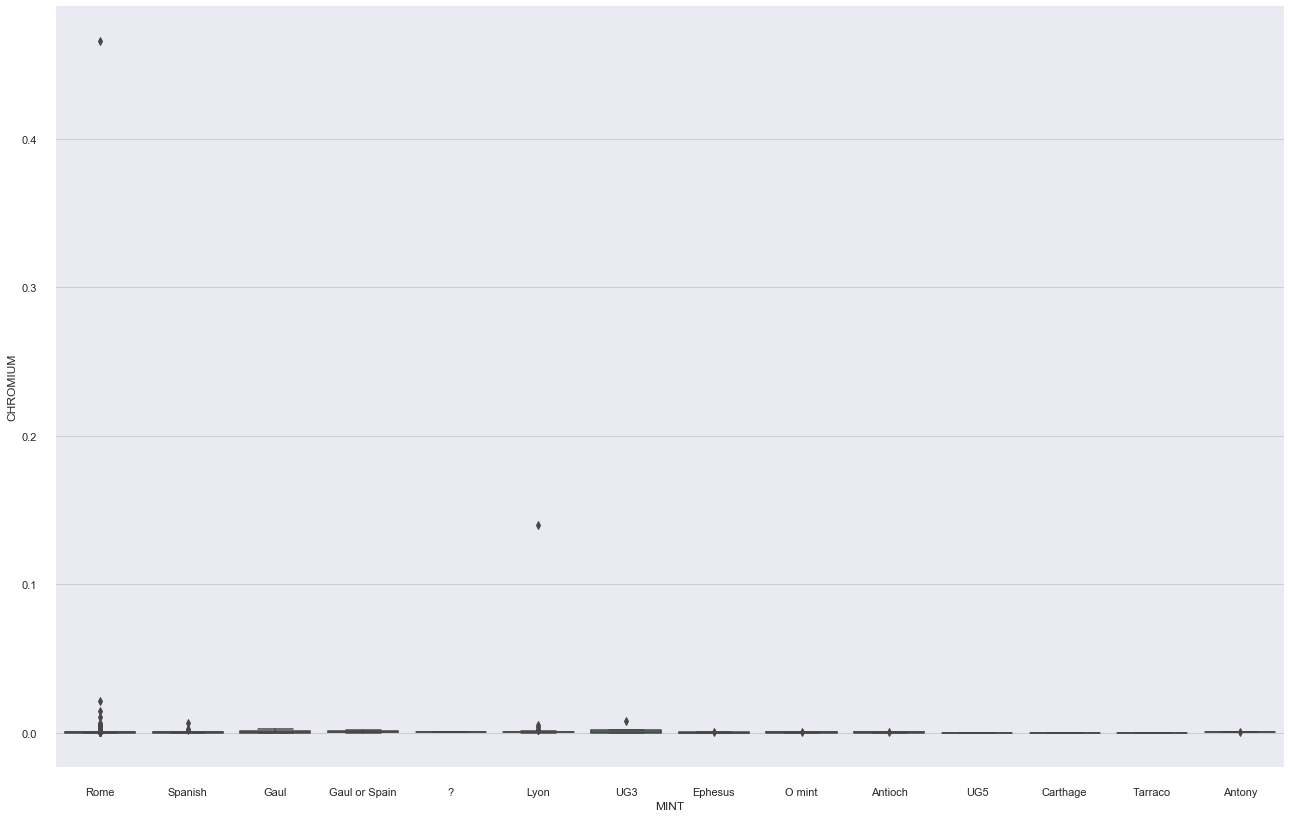 0.4
0.3
CHROMIUM
0.2
0.1
0.0
Rome Spanish Gaul Gaul or Spain ? Lyon UG3 Ephesus O mint Antioch UG5 Carthage Tarraco Antony
MINT